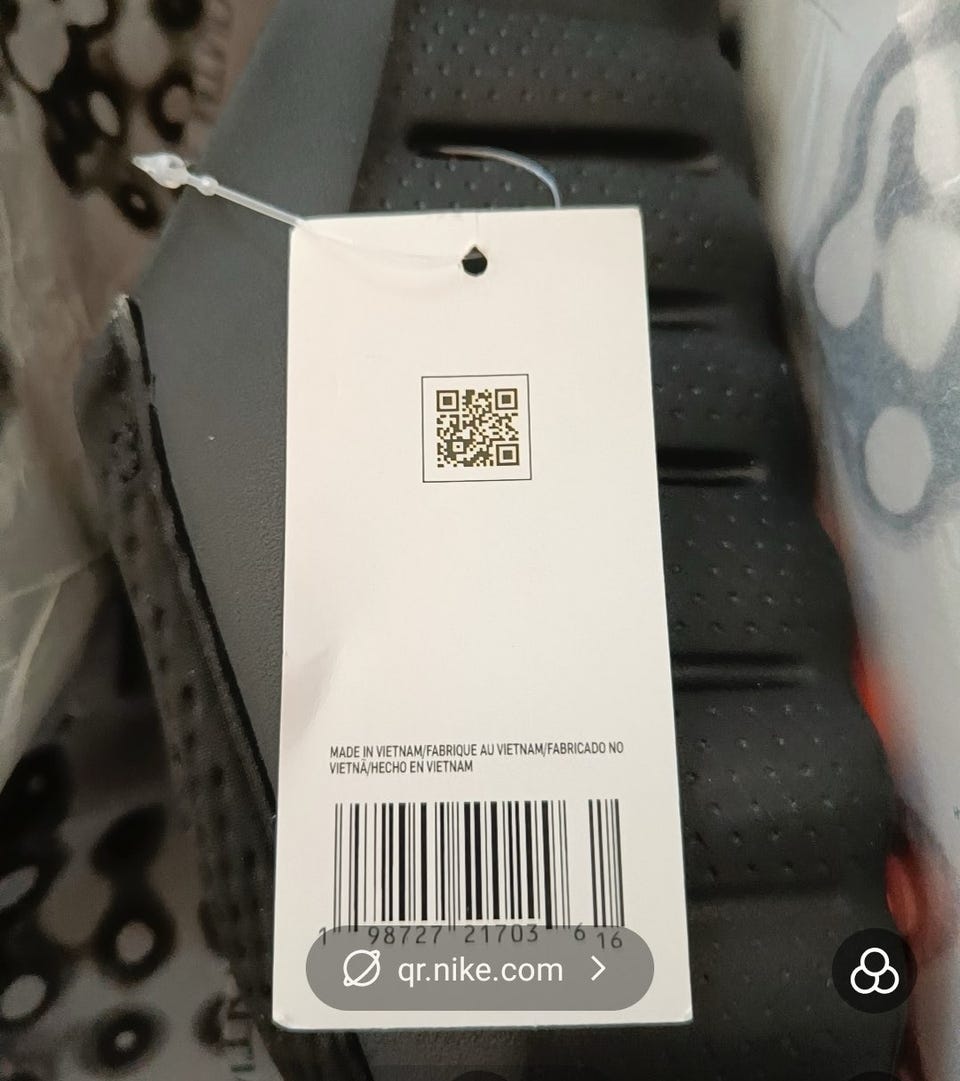 MADE IN VIETNAM/FABRIQUE AU VIETNAM/FABRICADO NO
VIETNÃ/HECHO EN VIETNAM
1 98727 21703 6 16
qr.nike.com